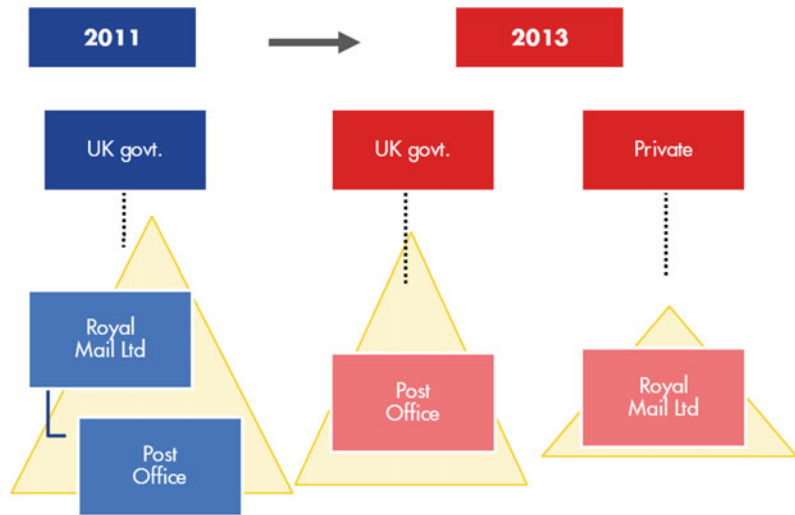 2011
2013
UK govt.
UK govt.
Private
Royal
Mail Ltd
Post
Office
Post
Office
Royal
Mail Ltd